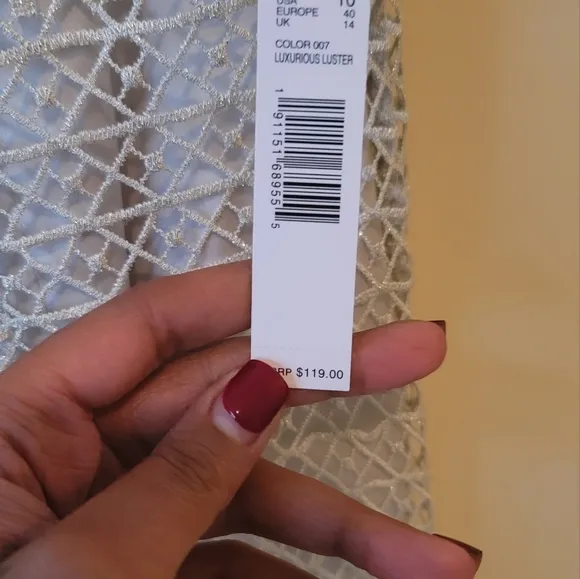 USA 10
EUROPE 40
UK 14
COLOR 007
LUXURIOUS LUSTER
1 91151 68955 5
RP $119.00